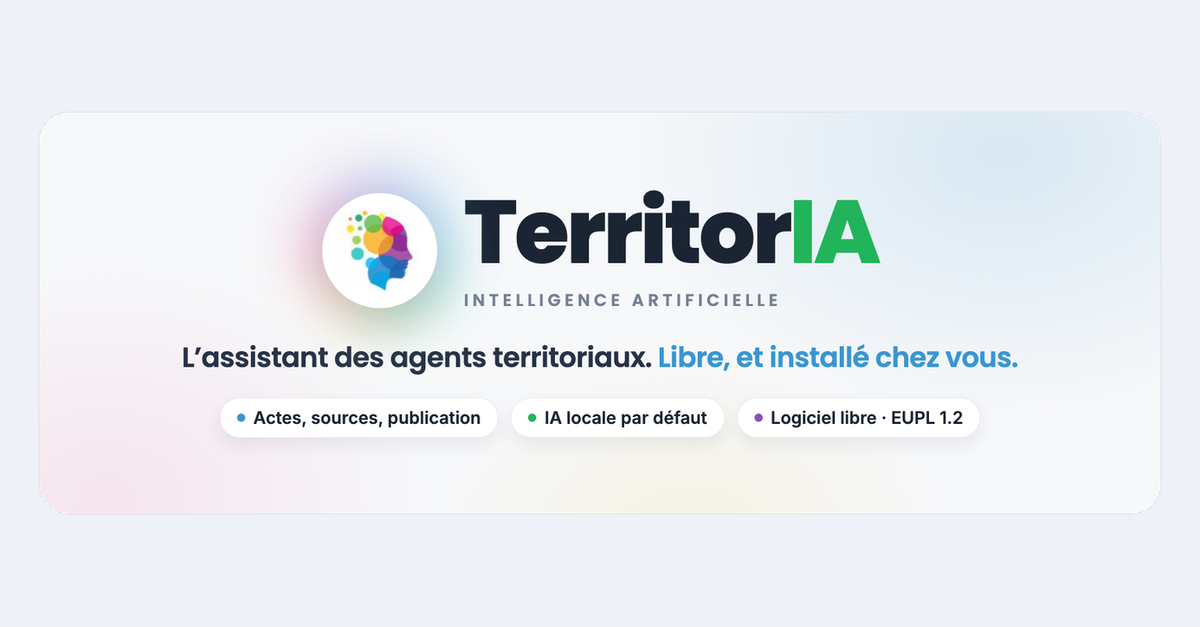 TerritorIA
INTELLIGENCE ARTIFICIELLE
L’assistant des agents territoriaux. Libre, et installé chez vous.
Actes, sources, publication
IA locale par défaut
Logiciel libre · EUPL 1.2